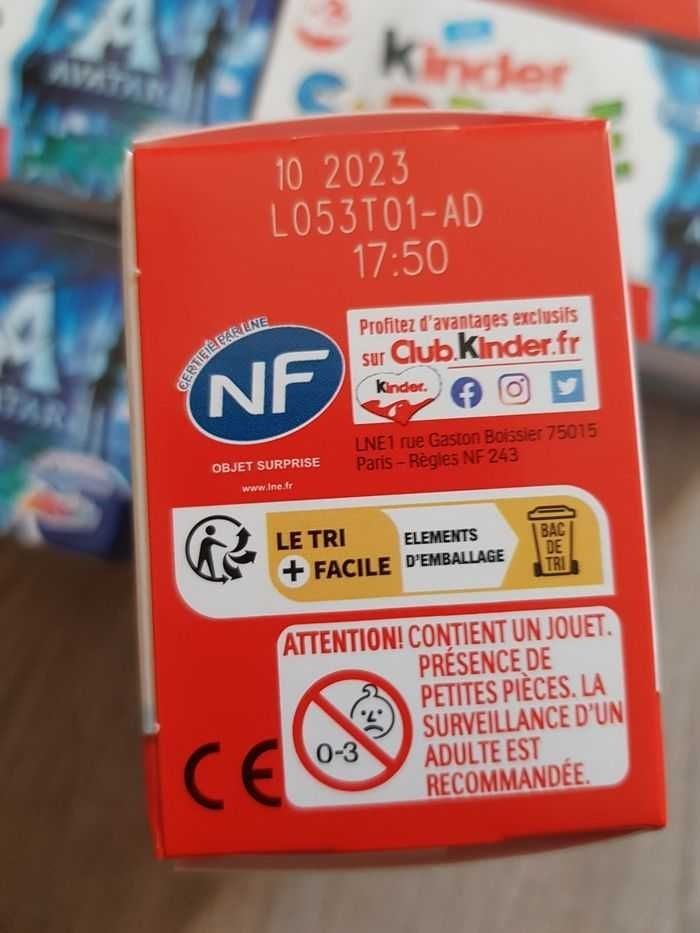 AVATAR
Kinder
10 2023
L053T01-AD
17:50
CERTIFIÉ PAR LNE
NF
OBJET SURPRISE
www.lne.fr
Profitez d'avantages exclusifs
sur Club.Kinder.fr
Kinder.
LNE1 rue Gaston Boissier 75015
Paris – Règles NF 243
LE TRI
+ FACILE
ELEMENTS
D'EMBALLAGE
BAC
DE
TRI
ATTENTION! CONTIENT UN JOUET.
PRÉSENCE DE
PETITES PIÈCES. LA
SURVEILLANCE D'UN
ADULTE EST
RECOMMANDÉE.
0-3
CE